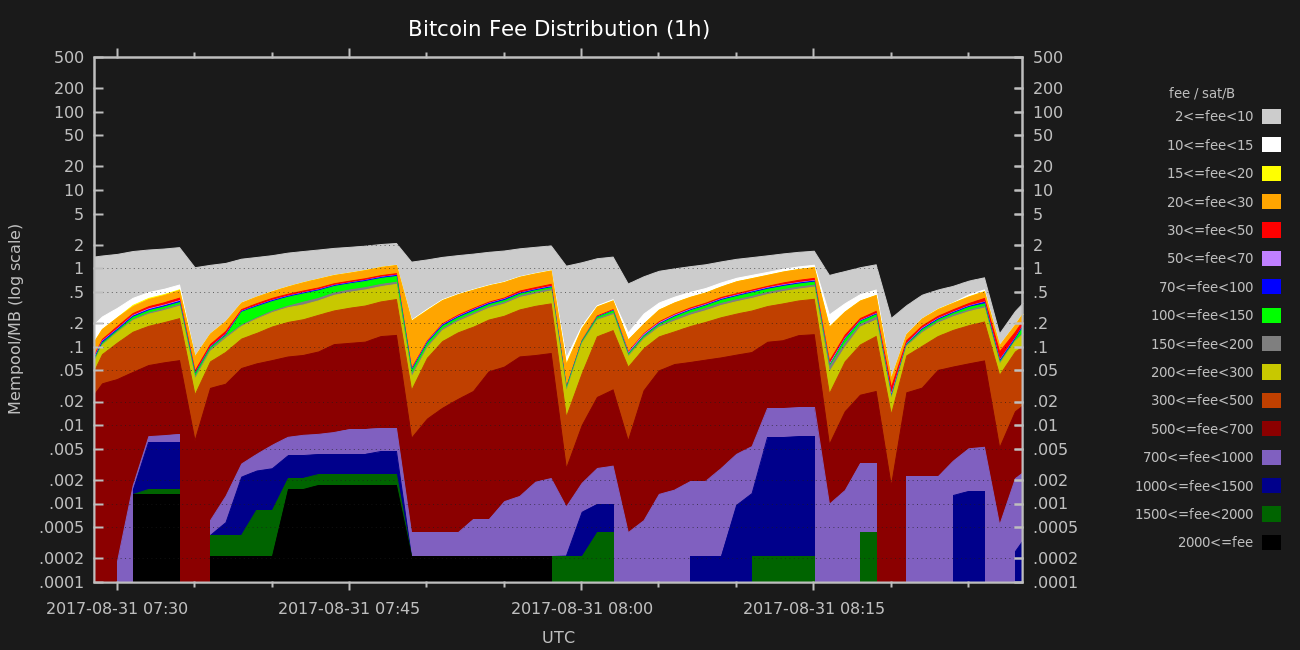 Bitcoin Fee Distribution (1h)
500 500
200 200
100 100
50 50
20 20
10 10
5 5
2 2
1 1
.5 .5
.2 .2
.1 .1
.05 .05
.02 .02
.01 .01
.005 .005
.002 .002
.001 .001
.0005 .0005
.0002 .0002
.0001 .0001
Mempool/MB (log scale)
2017-08-31 07:30 2017-08-31 07:45 2017-08-31 08:00 2017-08-31 08:15
UTC
fee / sat/B
2<=fee<10
10<=fee<15
15<=fee<20
20<=fee<30
30<=fee<50
50<=fee<70
70<=fee<100
100<=fee<150
150<=fee<200
200<=fee<300
300<=fee<500
500<=fee<700
700<=fee<1000
1000<=fee<1500
1500<=fee<2000
2000<=fee